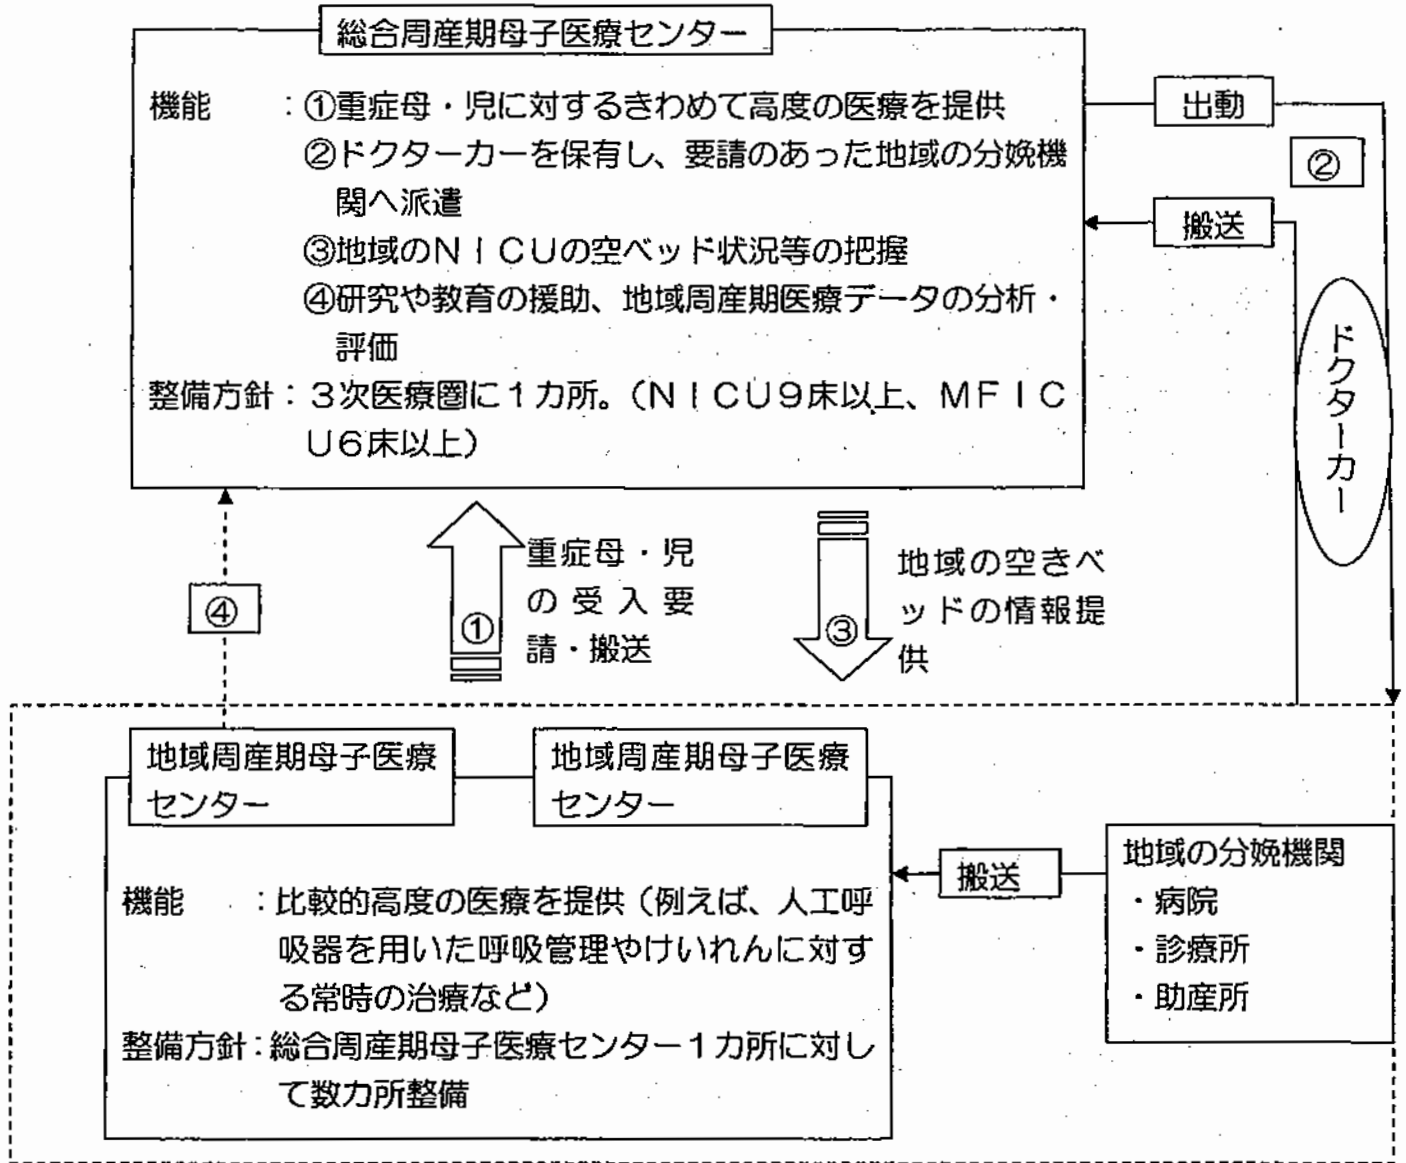 総合周産期母子医療センター
機能　　：①重症母・児に対するきわめて高度の医療を提供
②ドクターカーを保有し、要請のあった地域の分娩機
関へ派遣
③地域のＮＩＣＵの空ベッド状況等の把握
④研究や教育の援助、地域周産期医療データの分析・
評価
整備方針：３次医療圏に１カ所。（ＮＩＣＵ９床以上、ＭＦＩＣ
Ｕ６床以上）
出動
②
搬送
ドクターカー
④
①
重症母・児
の受入要
請・搬送
③
地域の空きベ
ッドの情報提
供
地域周産期母子医療
センター
地域周産期母子医療
センター
機能　　：比較的高度の医療を提供（例えば、人工呼
吸器を用いた呼吸管理やけいれんに対す
る常時の治療など）
整備方針：総合周産期母子医療センター１カ所に対し
て数カ所整備
搬送
地域の分娩機関
・病院
・診療所
・助産所